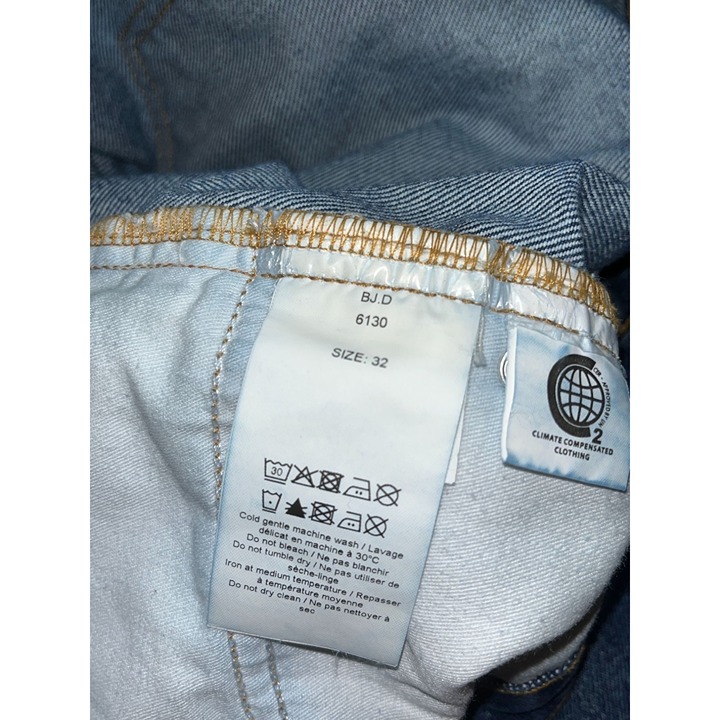 BJ.D
6130
SIZE: 32
30
Cold gentle machine wash / Lavage
délicat en machine à 30°C
Do not bleach / Ne pas blanchir
Do not tumble dry / Ne pas utiliser de
sèche-linge
Iron at medium temperature / Repasser
à température moyenne
Do not dry clean / Ne pas nettoyer à
sec
2
CLIMATE COMPENSATED
CLOTHING